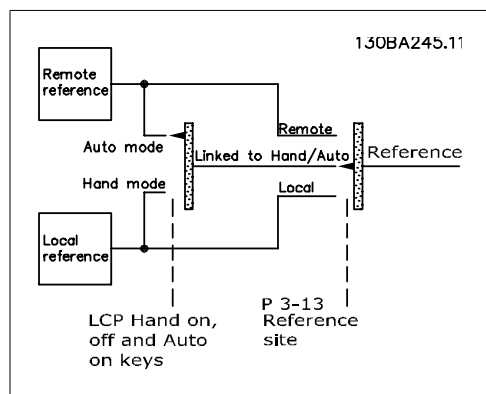 130BA245.11
Remote
reference
Remote
Auto mode
Linked to Hand/Auto
Reference
Hand mode
Local
Local
reference
LCP Hand on,
off and Auto
on keys
P 3-13
Reference
site